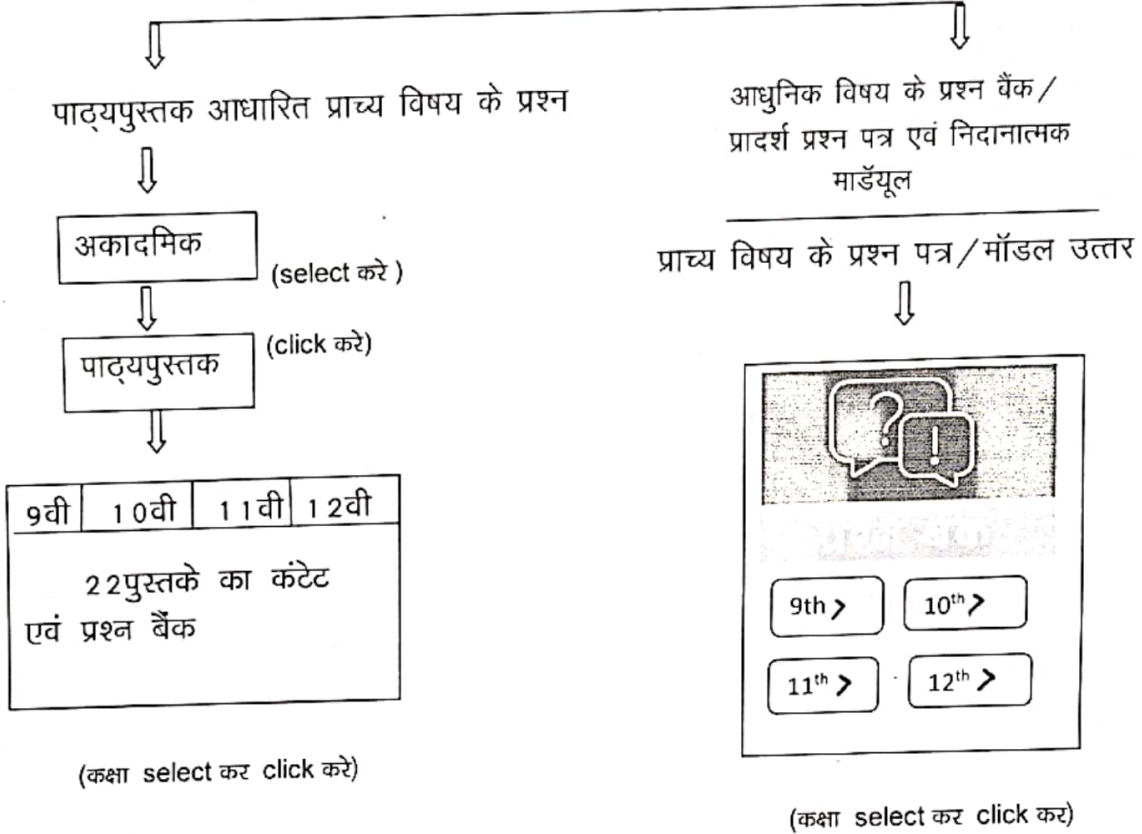 पाठ्यपुस्तक आधारित प्राच्य विषय के प्रश्न
अकादमिक
(select करे )
पाठ्यपुस्तक
(click करे)
9वी 10वी 11वी 12वी
22पुस्तके का कंटेट
एवं प्रश्न बैंक
(कक्षा select कर click करे)
आधुनिक विषय के प्रश्न बैंक/
प्रादर्श प्रश्न पत्र एवं निदानात्मक
माडॅयूल
प्राच्य विषय के प्रश्न पत्र/मॉडल उत्तर
? !
9th >
10th >
11th >
12th >
(कक्षा select कर click कर)